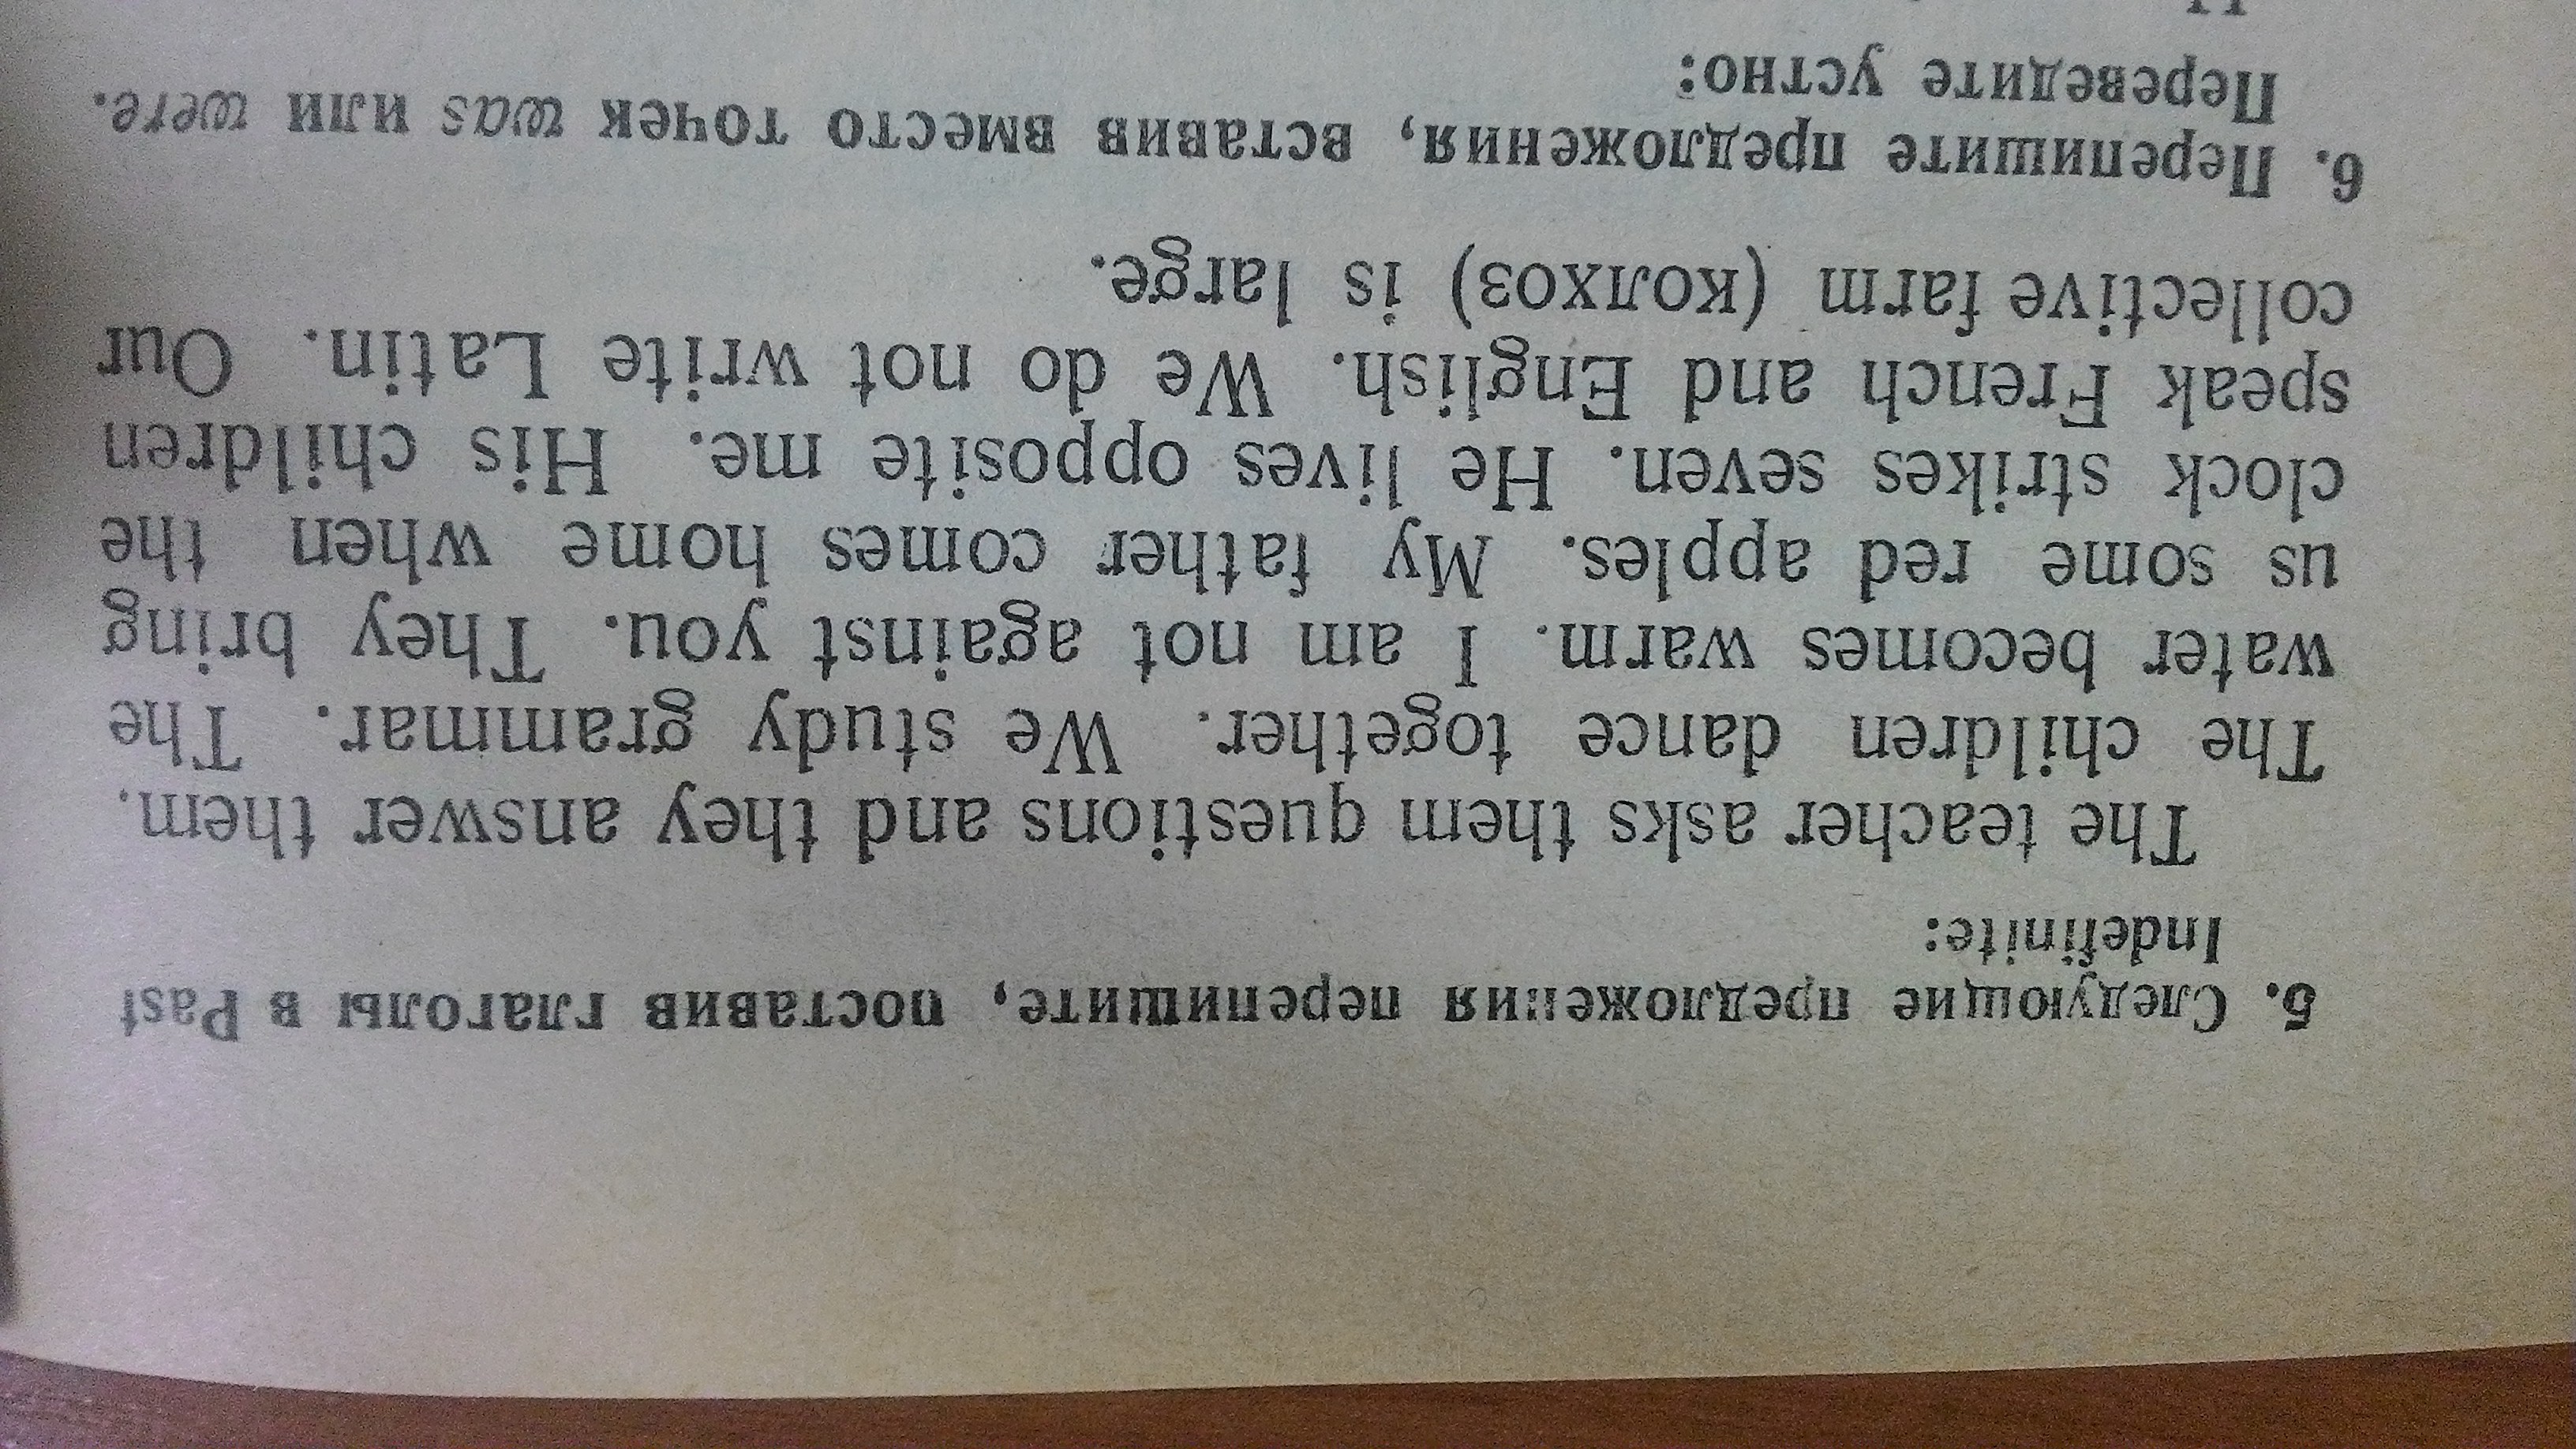 5. Следующие предложения перепишите, поставив глаголы в Past
Indefinite:
The teacher asks them questions and they answer them.
The children dance together. We study grammar. The
water becomes warm. I am not against you. They bring
us some red apples. My father comes home when the
clock strikes seven. He lives opposite me. His children
speak French and English. We do not write Latin. Our
collective farm (колхоз) is large.
6. Перепишите предложения, вставив вместо точек was или were.
Переведите устно: